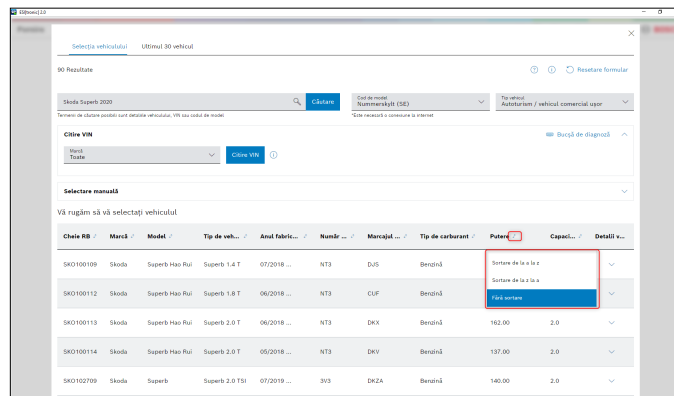 ES[tronic] 2.0
Selecția vehiculului Ultimul 30 vehicul
90 Rezultate
Resetare formular
Skoda Superb 2020
Căutare
Cod de model
Nummerskylt (SE)
Tip vehicul
Autoturism / vehicul comercial ușor
Termenii de căutare posibili sunt detaliile vehiculului, VIN sau codul de model
*Este necesară o conexiune la internet
Citire VIN
Bucșă de diagnoză
Marcă
Toate
Citire VIN
Selectare manuală
Vă rugăm să vă selectați vehiculul
Cheie RB Marcă Model Tip de veh... Anul fabric... Număr ... Marcajul ... Tip de carburant Putere Capaci... Detalii v...
SKO100109 Skoda Superb Hao Rui Superb 1.4 T 07/2018 ... NT3 DJS Benzină
Sortare de la a la z
Sortare de la z la a
Fără sortare
SKO100112 Skoda Superb Hao Rui Superb 1.8 T 06/2018 ... NT3 CUF Benzină
SKO100113 Skoda Superb Hao Rui Superb 2.0 T 06/2018 ... NT3 DKX Benzină 162.00 2.0
SKO100114 Skoda Superb Hao Rui Superb 2.0 T 05/2018 ... NT3 DKV Benzină 137.00 2.0
SKO102709 Skoda Superb Superb 2.0 TSI 07/2019 ... 3V3 DKZA Benzină 140.00 2.0